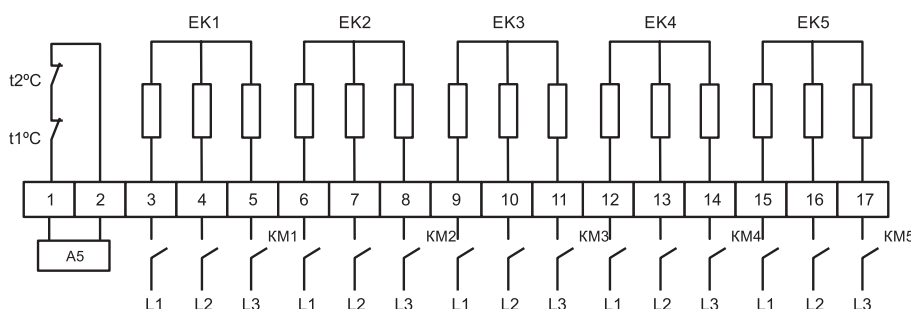 EK1 EK2 EK3 EK4 EK5
t2ºC
t1ºC
1 2 3 4 5 6 7 8 9 10 11 12 13 14 15 16 17
KM1 KM2 KM3 KM4 KM5
A5
L1 L2 L3 L1 L2 L3 L1 L2 L3 L1 L2 L3 L1 L2 L3